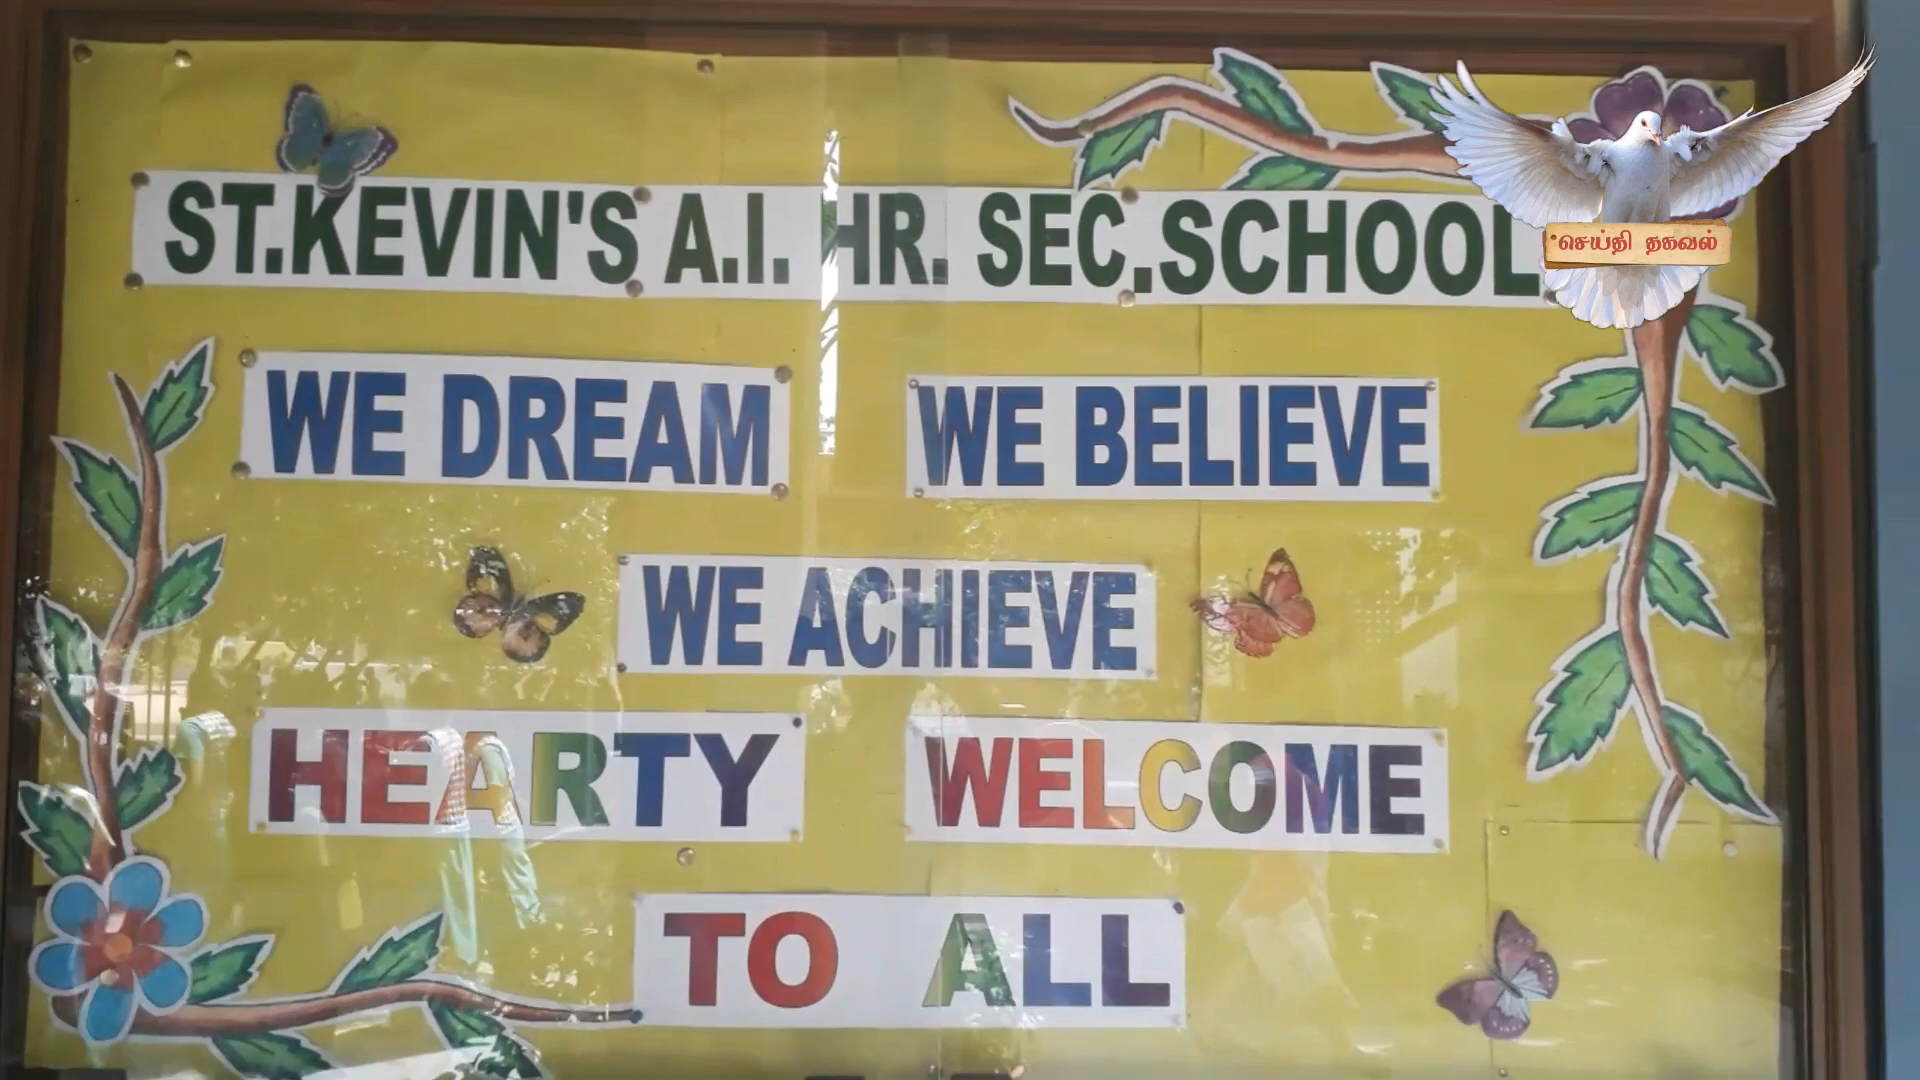 ST.KEVIN'S A.I. HR. SEC.SCHOOL
செய்தி தகவல்
WE DREAM WE BELIEVE
WE ACHIEVE
HEARTY WELCOME
TO ALL